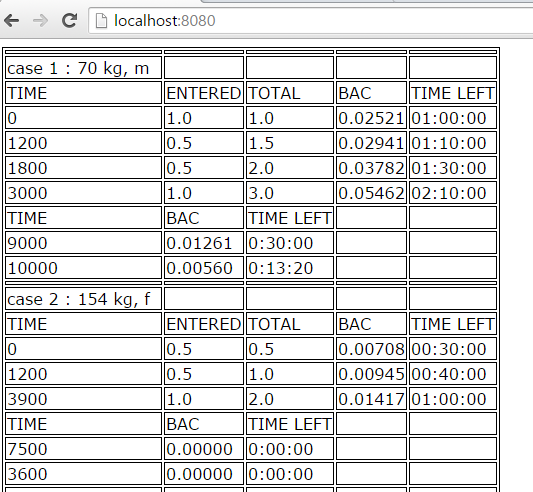 localhost:8080
case 1 : 70 kg, m
TIME ENTERED TOTAL BAC TIME LEFT
0 1.0 1.0 0.02521 01:00:00
1200 0.5 1.5 0.02941 01:10:00
1800 0.5 2.0 0.03782 01:30:00
3000 1.0 3.0 0.05462 02:10:00
TIME BAC TIME LEFT
9000 0.01261 0:30:00
10000 0.00560 0:13:20
case 2 : 154 kg, f
TIME ENTERED TOTAL BAC TIME LEFT
0 0.5 0.5 0.00708 00:30:00
1200 0.5 1.0 0.00945 00:40:00
3900 1.0 2.0 0.01417 01:00:00
TIME BAC TIME LEFT
7500 0.00000 0:00:00
3600 0.00000 0:00:00